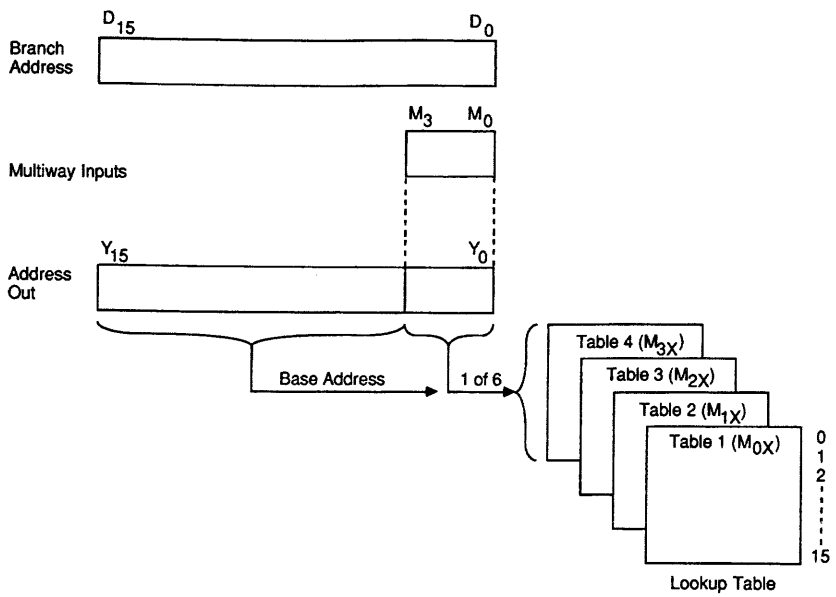 D15 D0
Branch
Address
M3 M0
Multiway Inputs
Y15 Y0
Address
Out
Base Address
1 of 6
Table 4 (M3X)
Table 3 (M2X)
Table 2 (M1X)
Table 1 (M0X)
0
1
2
15
Lookup Table